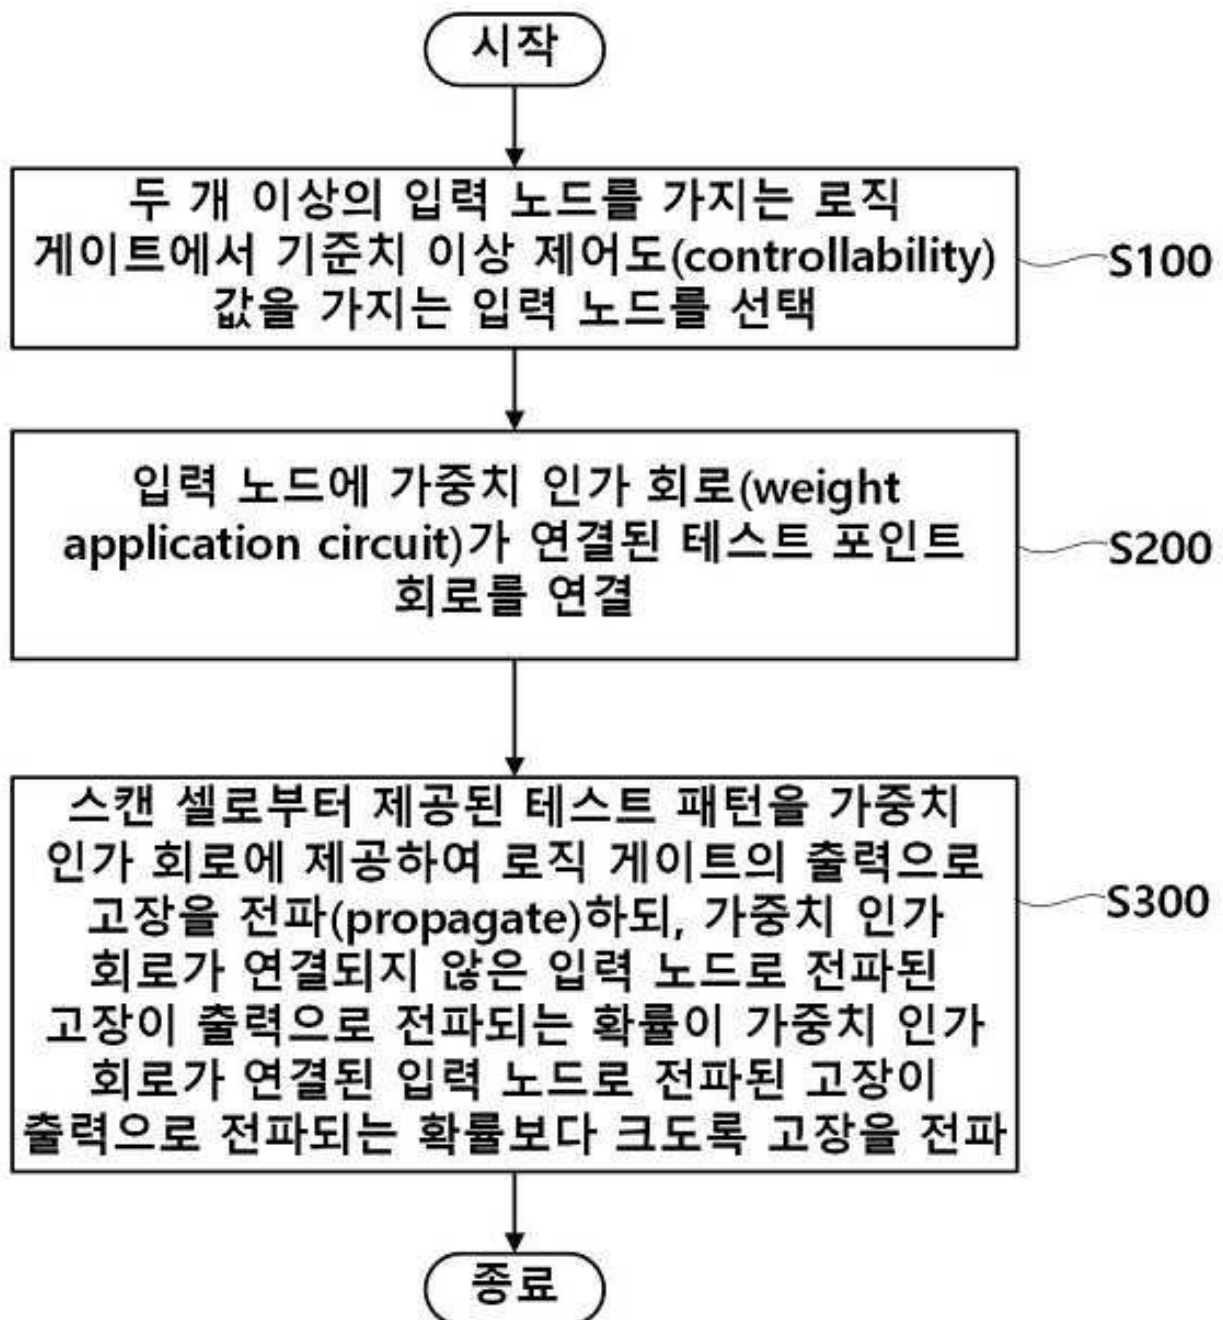 시작
두 개 이상의 입력 노드를 가지는 로직
게이트에서 기준치 이상 제어도(controllability)
값을 가지는 입력 노드를 선택
S100
입력 노드에 가중치 인가 회로(weight
application circuit)가 연결된 테스트 포인트
회로를 연결
S200
스캔 셀로부터 제공된 테스트 패턴을 가중치
인가 회로에 제공하여 로직 게이트의 출력으로
고장을 전파(propagate)하되, 가중치 인가
회로가 연결되지 않은 입력 노드로 전파된
고장이 출력으로 전파되는 확률이 가중치 인가
회로가 연결된 입력 노드로 전파된 고장이
출력으로 전파되는 확률보다 크도록 고장을 전파
S300
종료